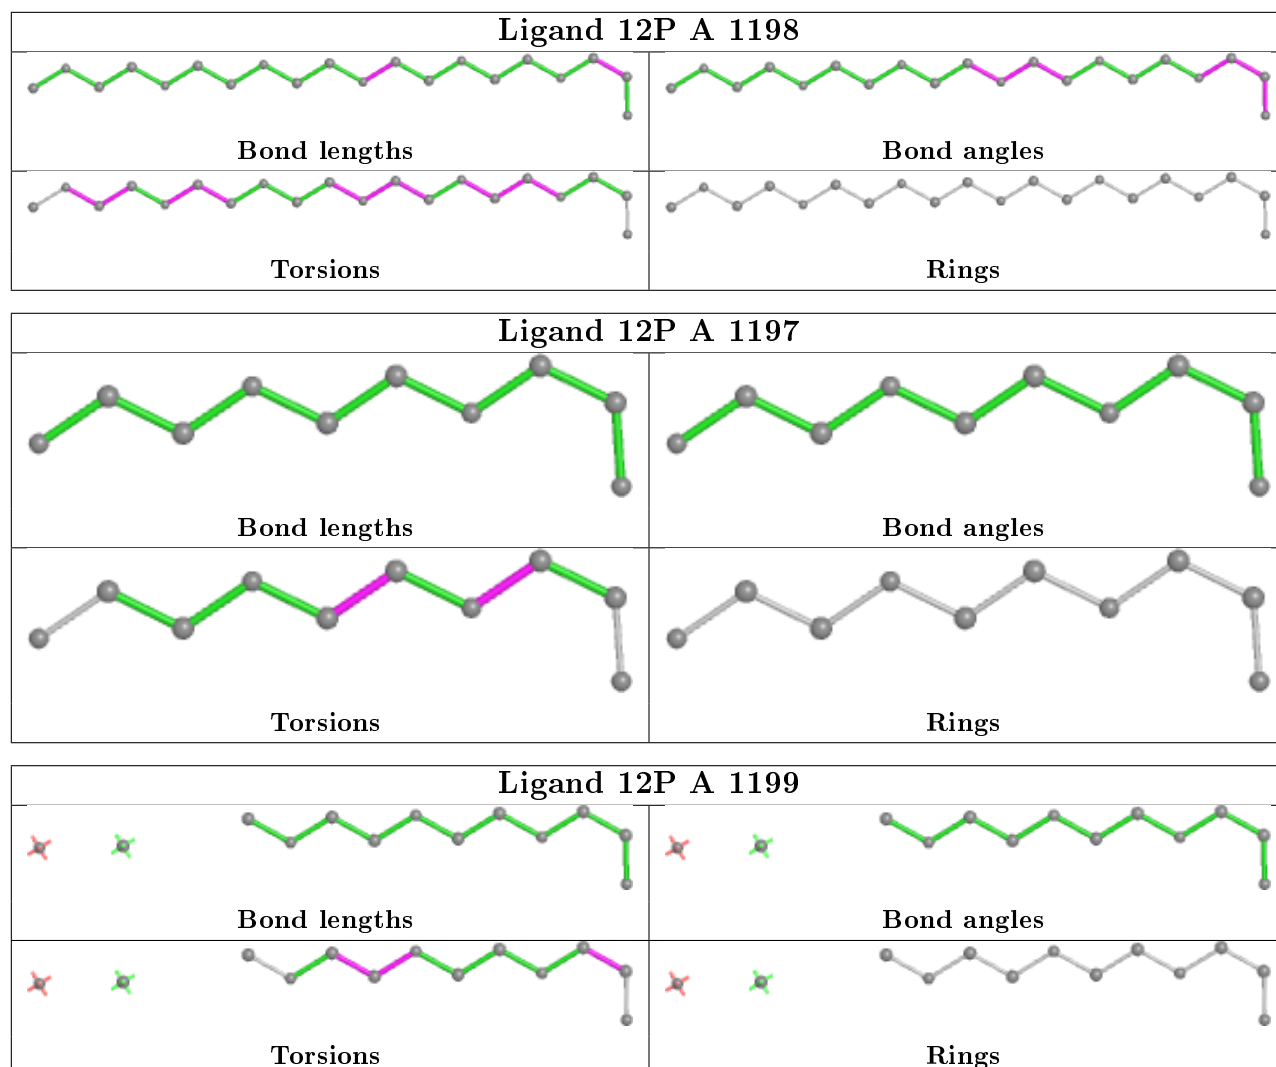 Ligand 12P A 1198
Bond lengths
Bond angles
Torsions
Rings
Ligand 12P A 1197
Bond lengths
Bond angles
Torsions
Rings
Ligand 12P A 1199
Bond lengths
Bond angles
Torsions
Rings